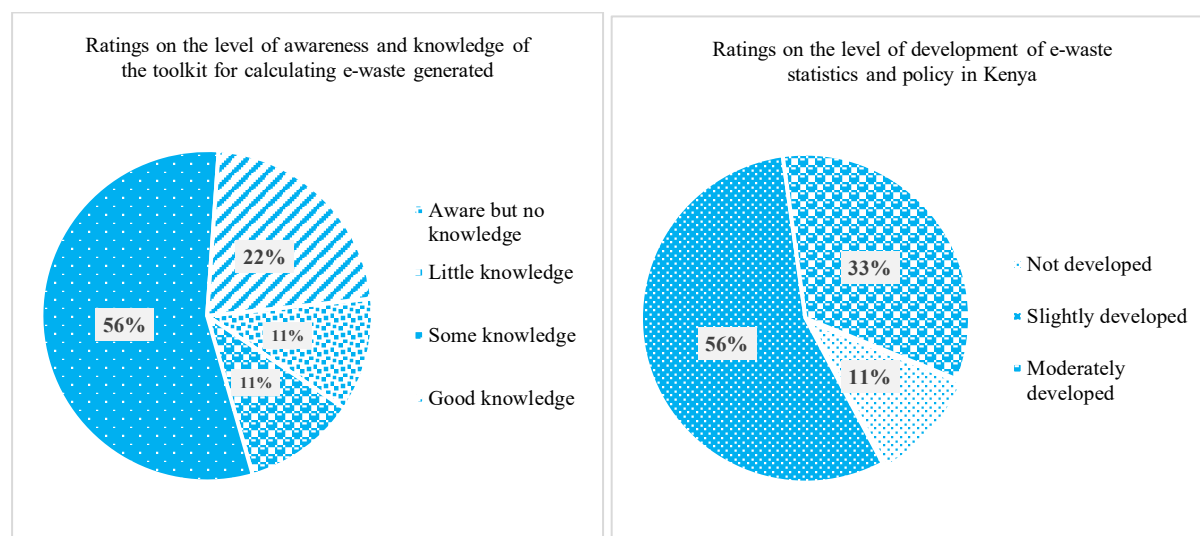 Ratings on the level of awareness and knowledge of
the toolkit for calculating e-waste generated
22%
56%
11%
11%
Aware but no
knowledge
Little knowledge
Some knowledge
Good knowledge
Ratings on the level of development of e-waste
statistics and policy in Kenya
33%
56%
11%
Not developed
Slightly developed
Moderately
developed